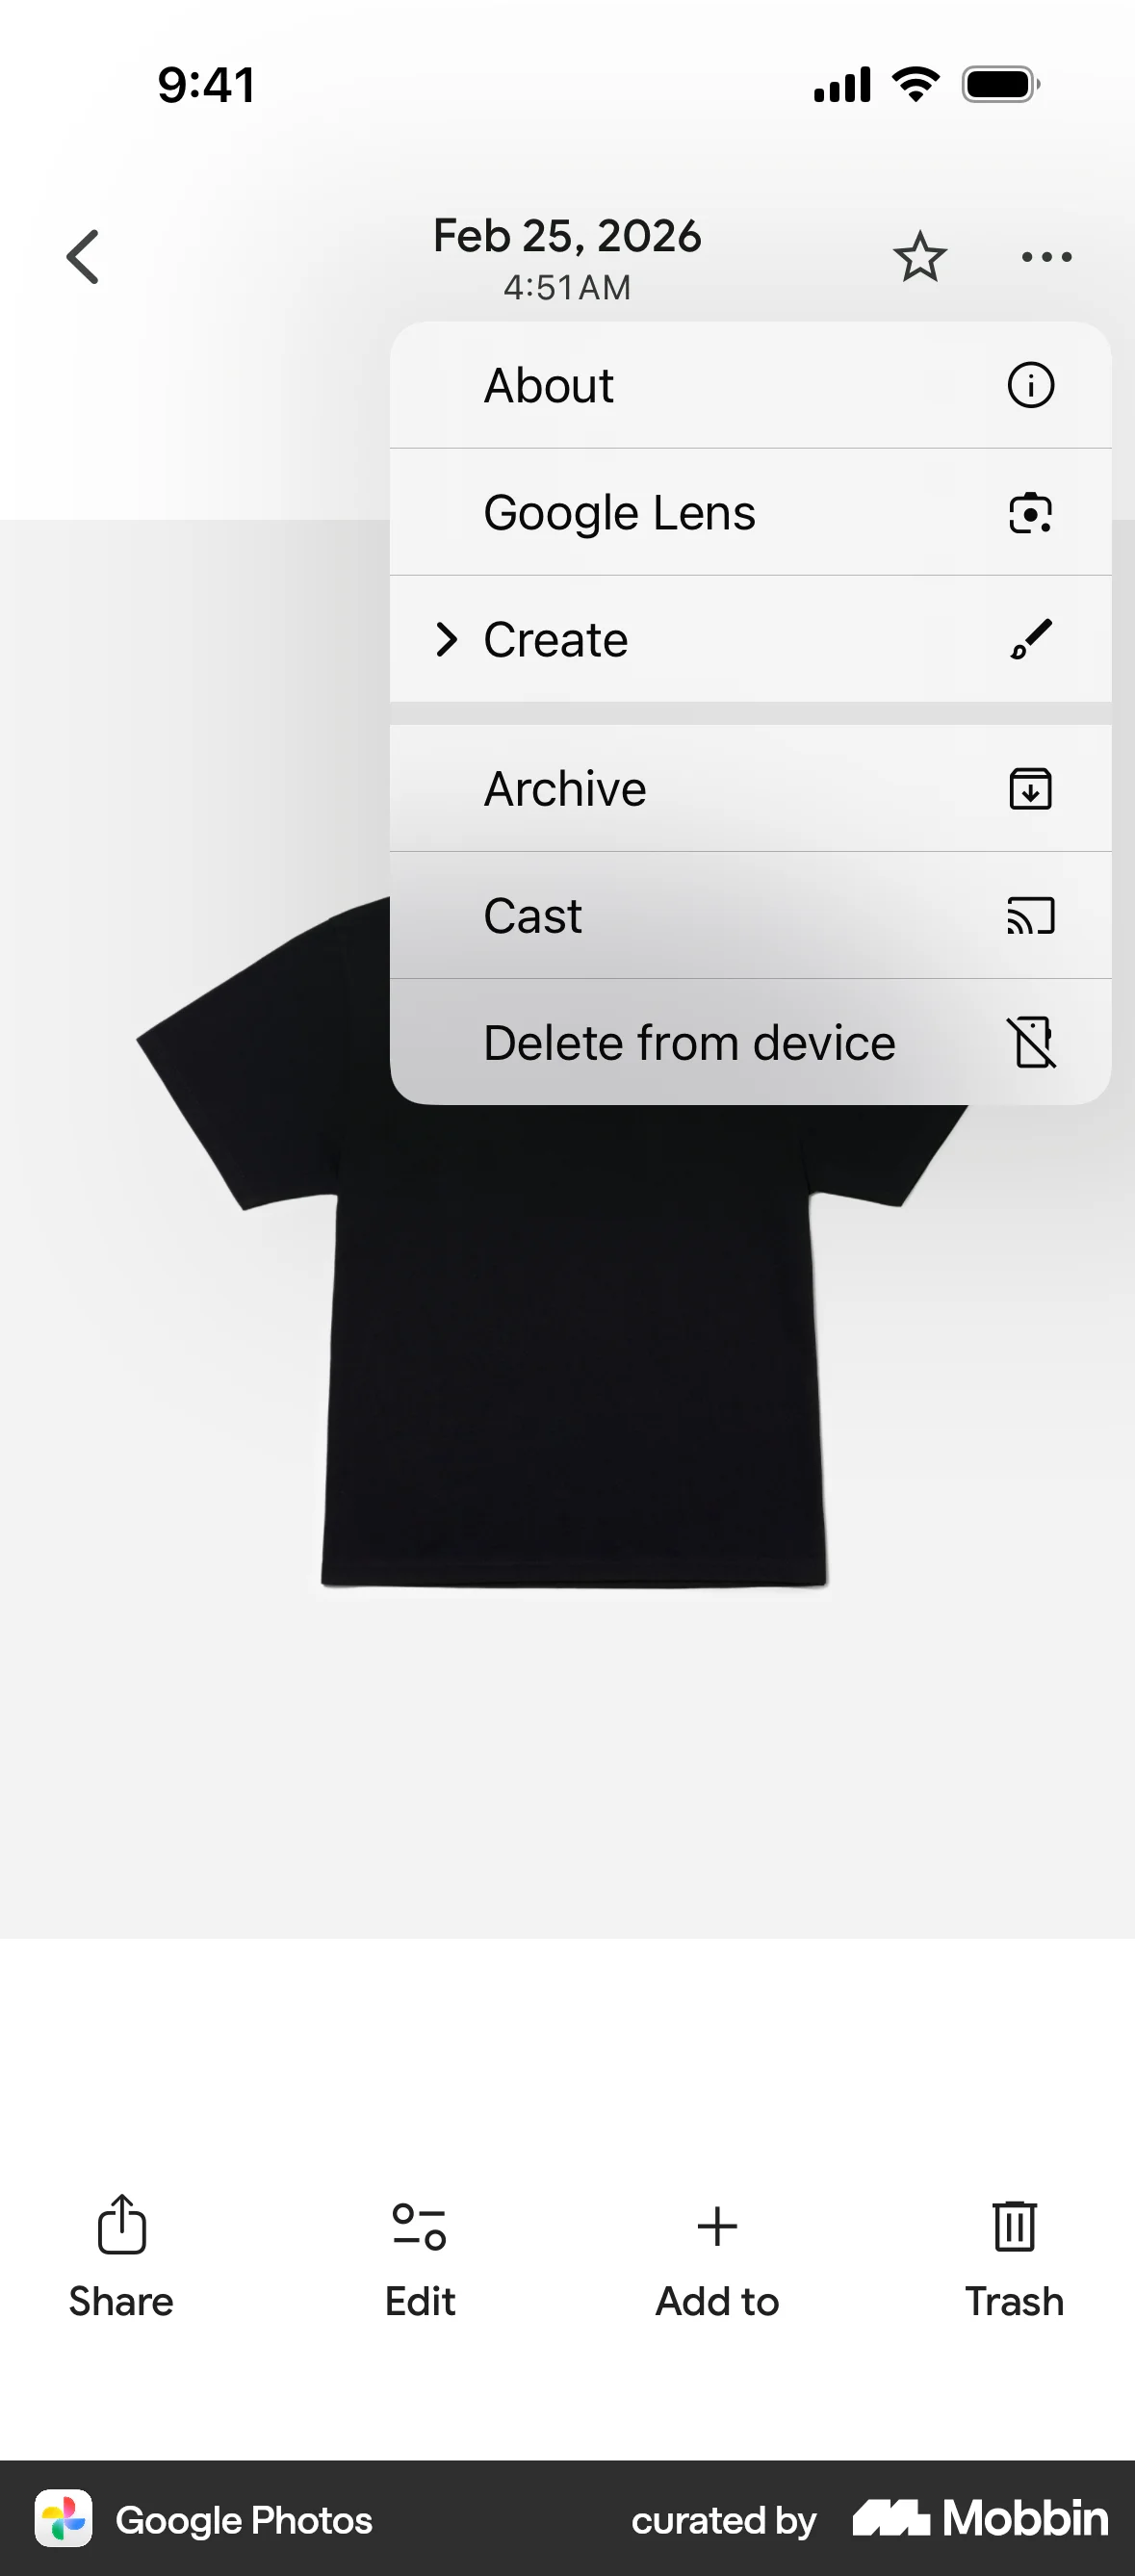 9:41
Feb 25, 2026
4:51 AM
About
Google Lens
Create
Archive
Cast
Delete from device
Share
Edit
Add to
Trash
Google Photos
curated by Mobbin